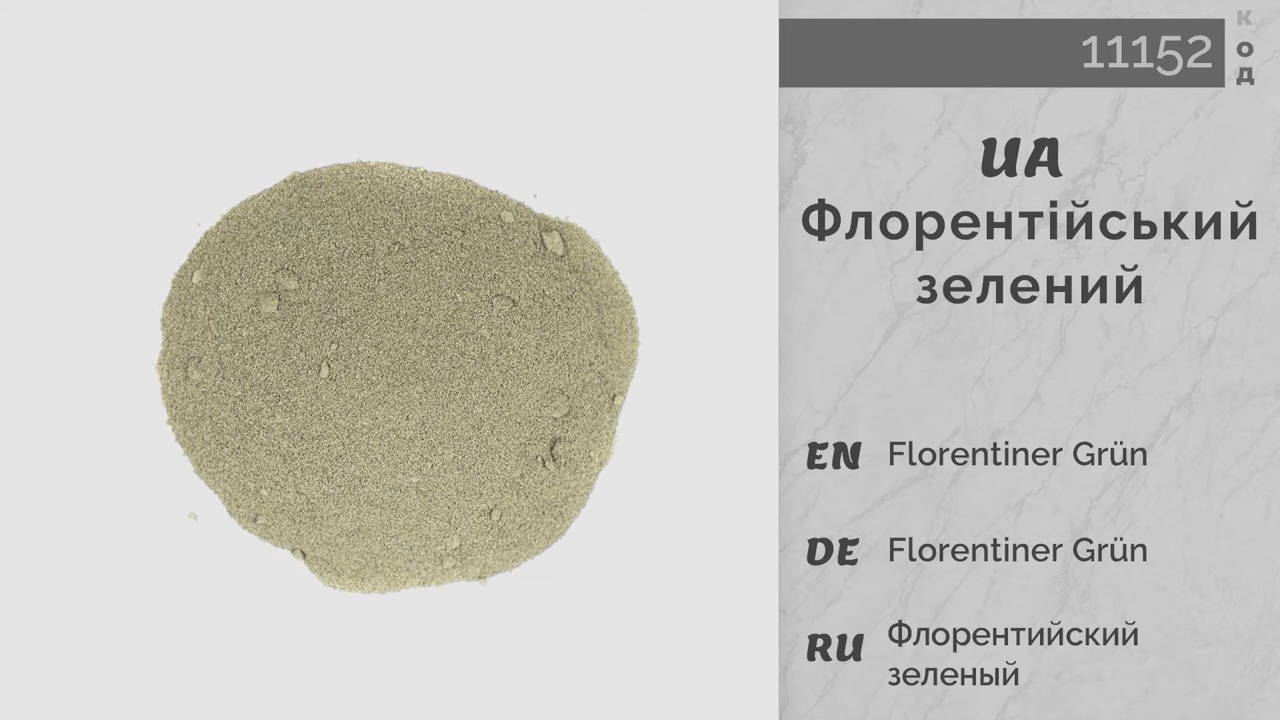 11152
код
UA
Флорентійський
зелений
EN Florentiner Grün
DE Florentiner Grün
RU Флорентийский
зеленый